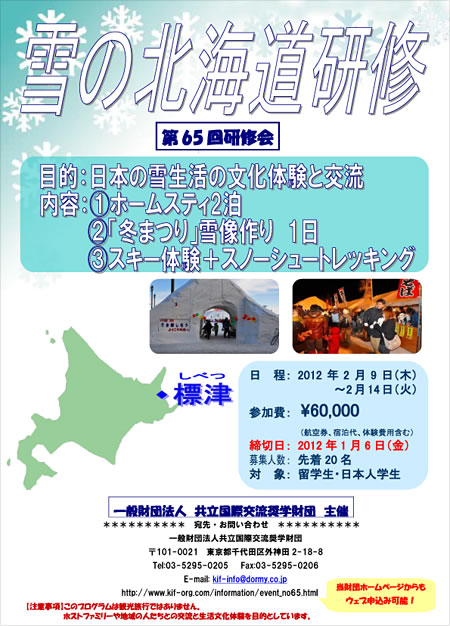 雪の北海道研修
第65回研修会
目的：日本の雪生活の文化体験と交流
内容：①ホームスティ2泊
②「冬まつり」雪像作り 1日
③スキー体験＋スノーシュートレッキング
しべつ
標津
日 程： 2012年2月9日(木)
～2月14日(火)
参加費： ¥60,000
(航空券、宿泊代、体験費用含む)
締切日： 2012年1月6日(金)
募集人数： 先着20名
対 象： 留学生・日本人学生
一般財団法人 共立国際交流奨学財団 主催
＊＊＊＊＊＊＊＊＊＊ 宛先・お問い合わせ ＊＊＊＊＊＊＊＊＊＊
一般財団法人共立国際交流奨学財団
〒101-0021 東京都千代田区外神田2-18-8
Tel:03-5295-0205 Fax:03-5295-0206
E-mail: kif-info@dormy.co.jp
http://www.kif-org.com/information/event_no65.html
当財団ホームページからも
ウェブ申込み可能！
【注意事項】このプログラムは観光旅行ではありません。
ホストファミリーや地域の人たちとの交流と生活文化体験を目的としています。